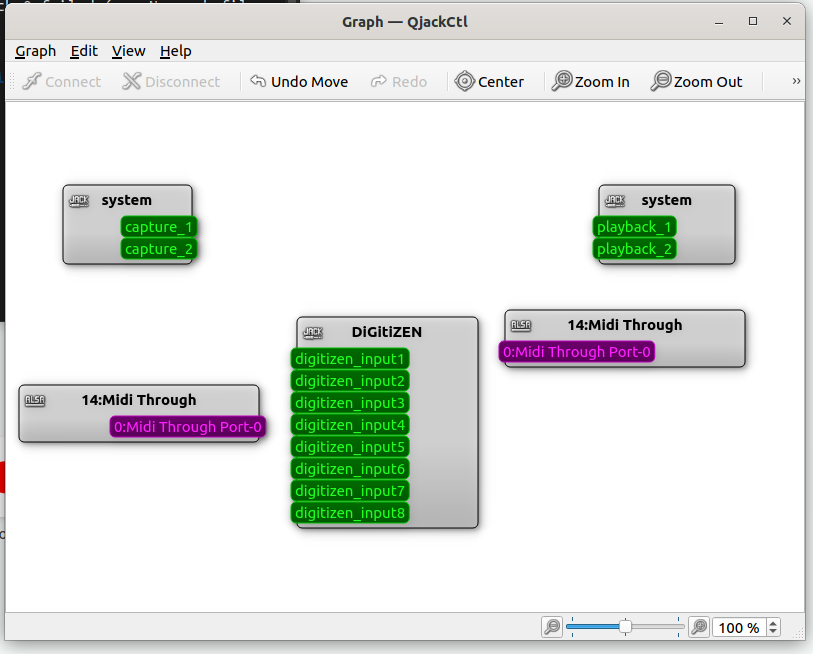 Graph — QjackCtl
Graph Edit View Help
Connect Disconnect Undo Move Redo Center Zoom In Zoom Out »
JACK system
capture_1
capture_2
JACK system
playback_1
playback_2
JACK DiGitiZEN
digitizen_input1
digitizen_input2
digitizen_input3
digitizen_input4
digitizen_input5
digitizen_input6
digitizen_input7
digitizen_input8
ALSA 14:Midi Through
0:Midi Through Port-0
ALSA 14:Midi Through
0:Midi Through Port-0
100 %